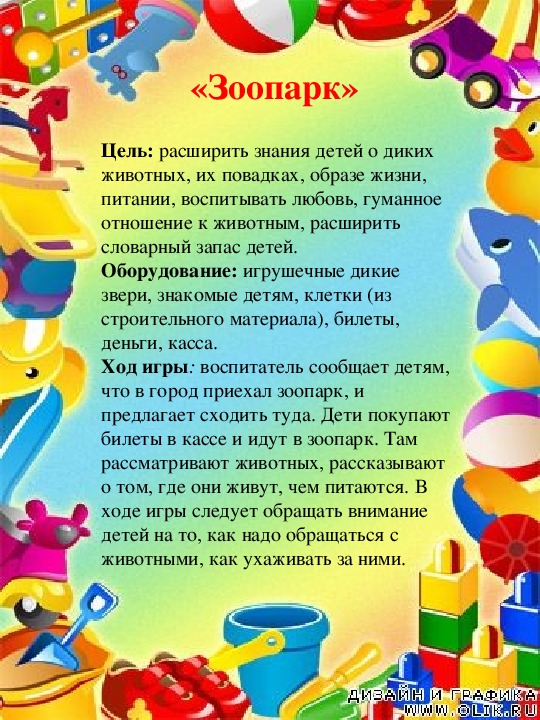 «Зоопарк»
Цель: расширить знания детей о диких
животных, их повадках, образе жизни,
питании, воспитывать любовь, гуманное
отношение к животным, расширить
словарный запас детей.
Оборудование: игрушечные дикие
звери, знакомые детям, клетки (из
строительного материала), билеты,
деньги, касса.
Ход игры: воспитатель сообщает детям,
что в город приехал зоопарк, и
предлагает сходить туда. Дети покупают
билеты в кассе и идут в зоопарк. Там
рассматривают животных, рассказывают
о том, где они живут, чем питаются. В
ходе игры следует обращать внимание
детей на то, как надо обращаться с
животными, как ухаживать за ними.
ДИЗАЙН И ГРАФИКА
WWW.OLIK.RU